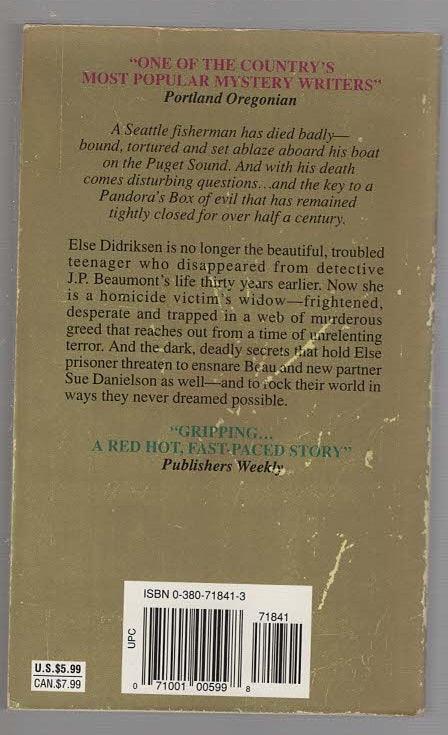 “ONE OF THE COUNTRY’S
MOST POPULAR MYSTERY WRITERS”
Portland Oregonian
A Seattle fisherman has died badly—
bound, tortured and set ablaze aboard his boat
on the Puget Sound. And with his death
comes disturbing questions...and the key to a
Pandora’s Box of evil that has remained
tightly closed for over half a century.
Else Didriksen is no longer the beautiful, troubled
teenager who disappeared from detective
J.P. Beaumont’s life thirty years earlier. Now she
is a homicide victim’s widow—frightened,
desperate and trapped in a web of murderous
greed that reaches out from a time of unrelenting
terror. And the dark, deadly secrets that hold Else
prisoner threaten to ensnare Beau and new partner
Sue Danielson as well—and to rock their world in
ways they never dreamed possible.
“GRIPPING...
A RED HOT, FAST-PACED STORY”
Publishers Weekly
ISBN 0-380-71841-3
71841
UPC
0 71001 00599 8
U.S.$5.99
CAN.$7.99